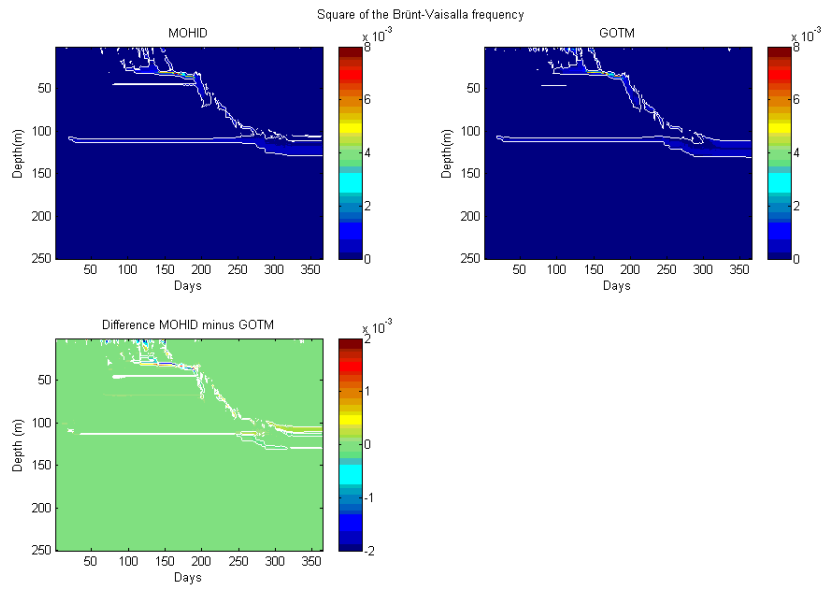 Square of the Brünt-Vaisalla frequency
MOHID
x 10-3
8
6
4
2
0
50
100
150
200
250
Depth(m)
50 100 150 200 250 300 350
Days
GOTM
x 10-3
8
6
4
2
0
50
100
150
200
250
Depth(m)
50 100 150 200 250 300 350
Days
Difference MOHID minus GOTM
x 10-3
2
1
0
-1
-2
50
100
150
200
250
Depth (m)
50 100 150 200 250 300 350
Days